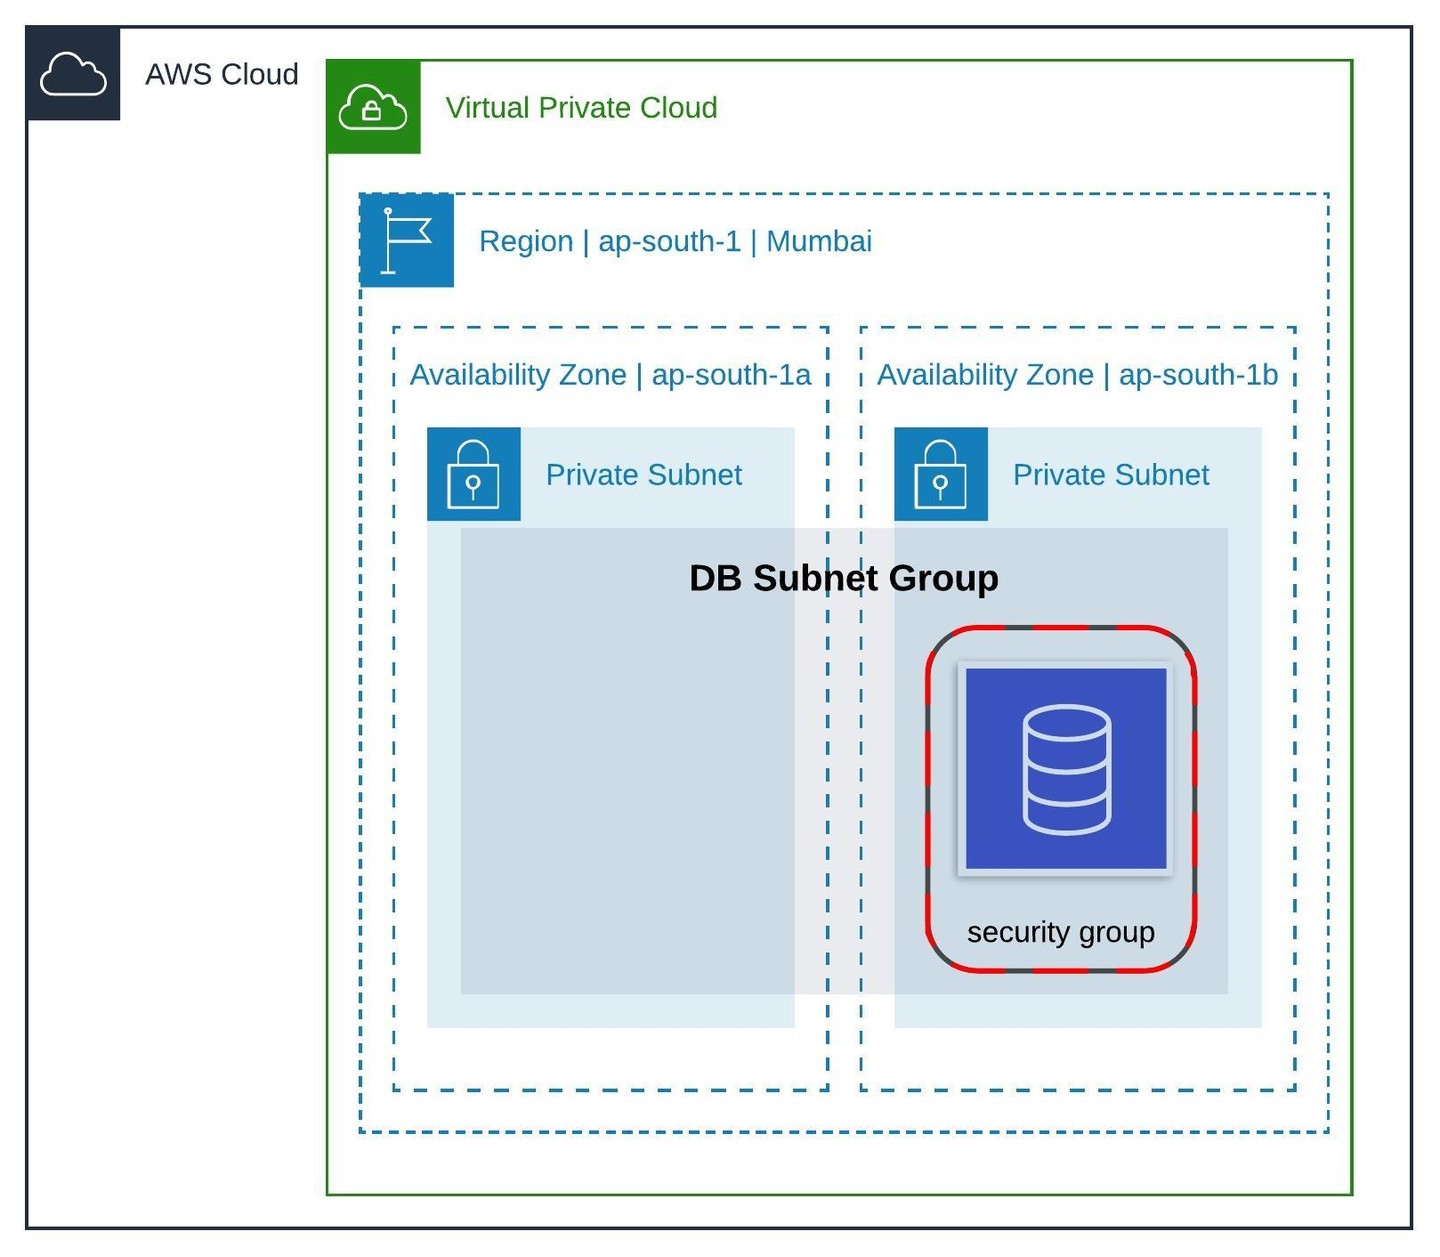 AWS Cloud
Virtual Private Cloud
Region | ap-south-1 | Mumbai
Availability Zone | ap-south-1a
Availability Zone | ap-south-1b
Private Subnet
Private Subnet
DB Subnet Group
security group